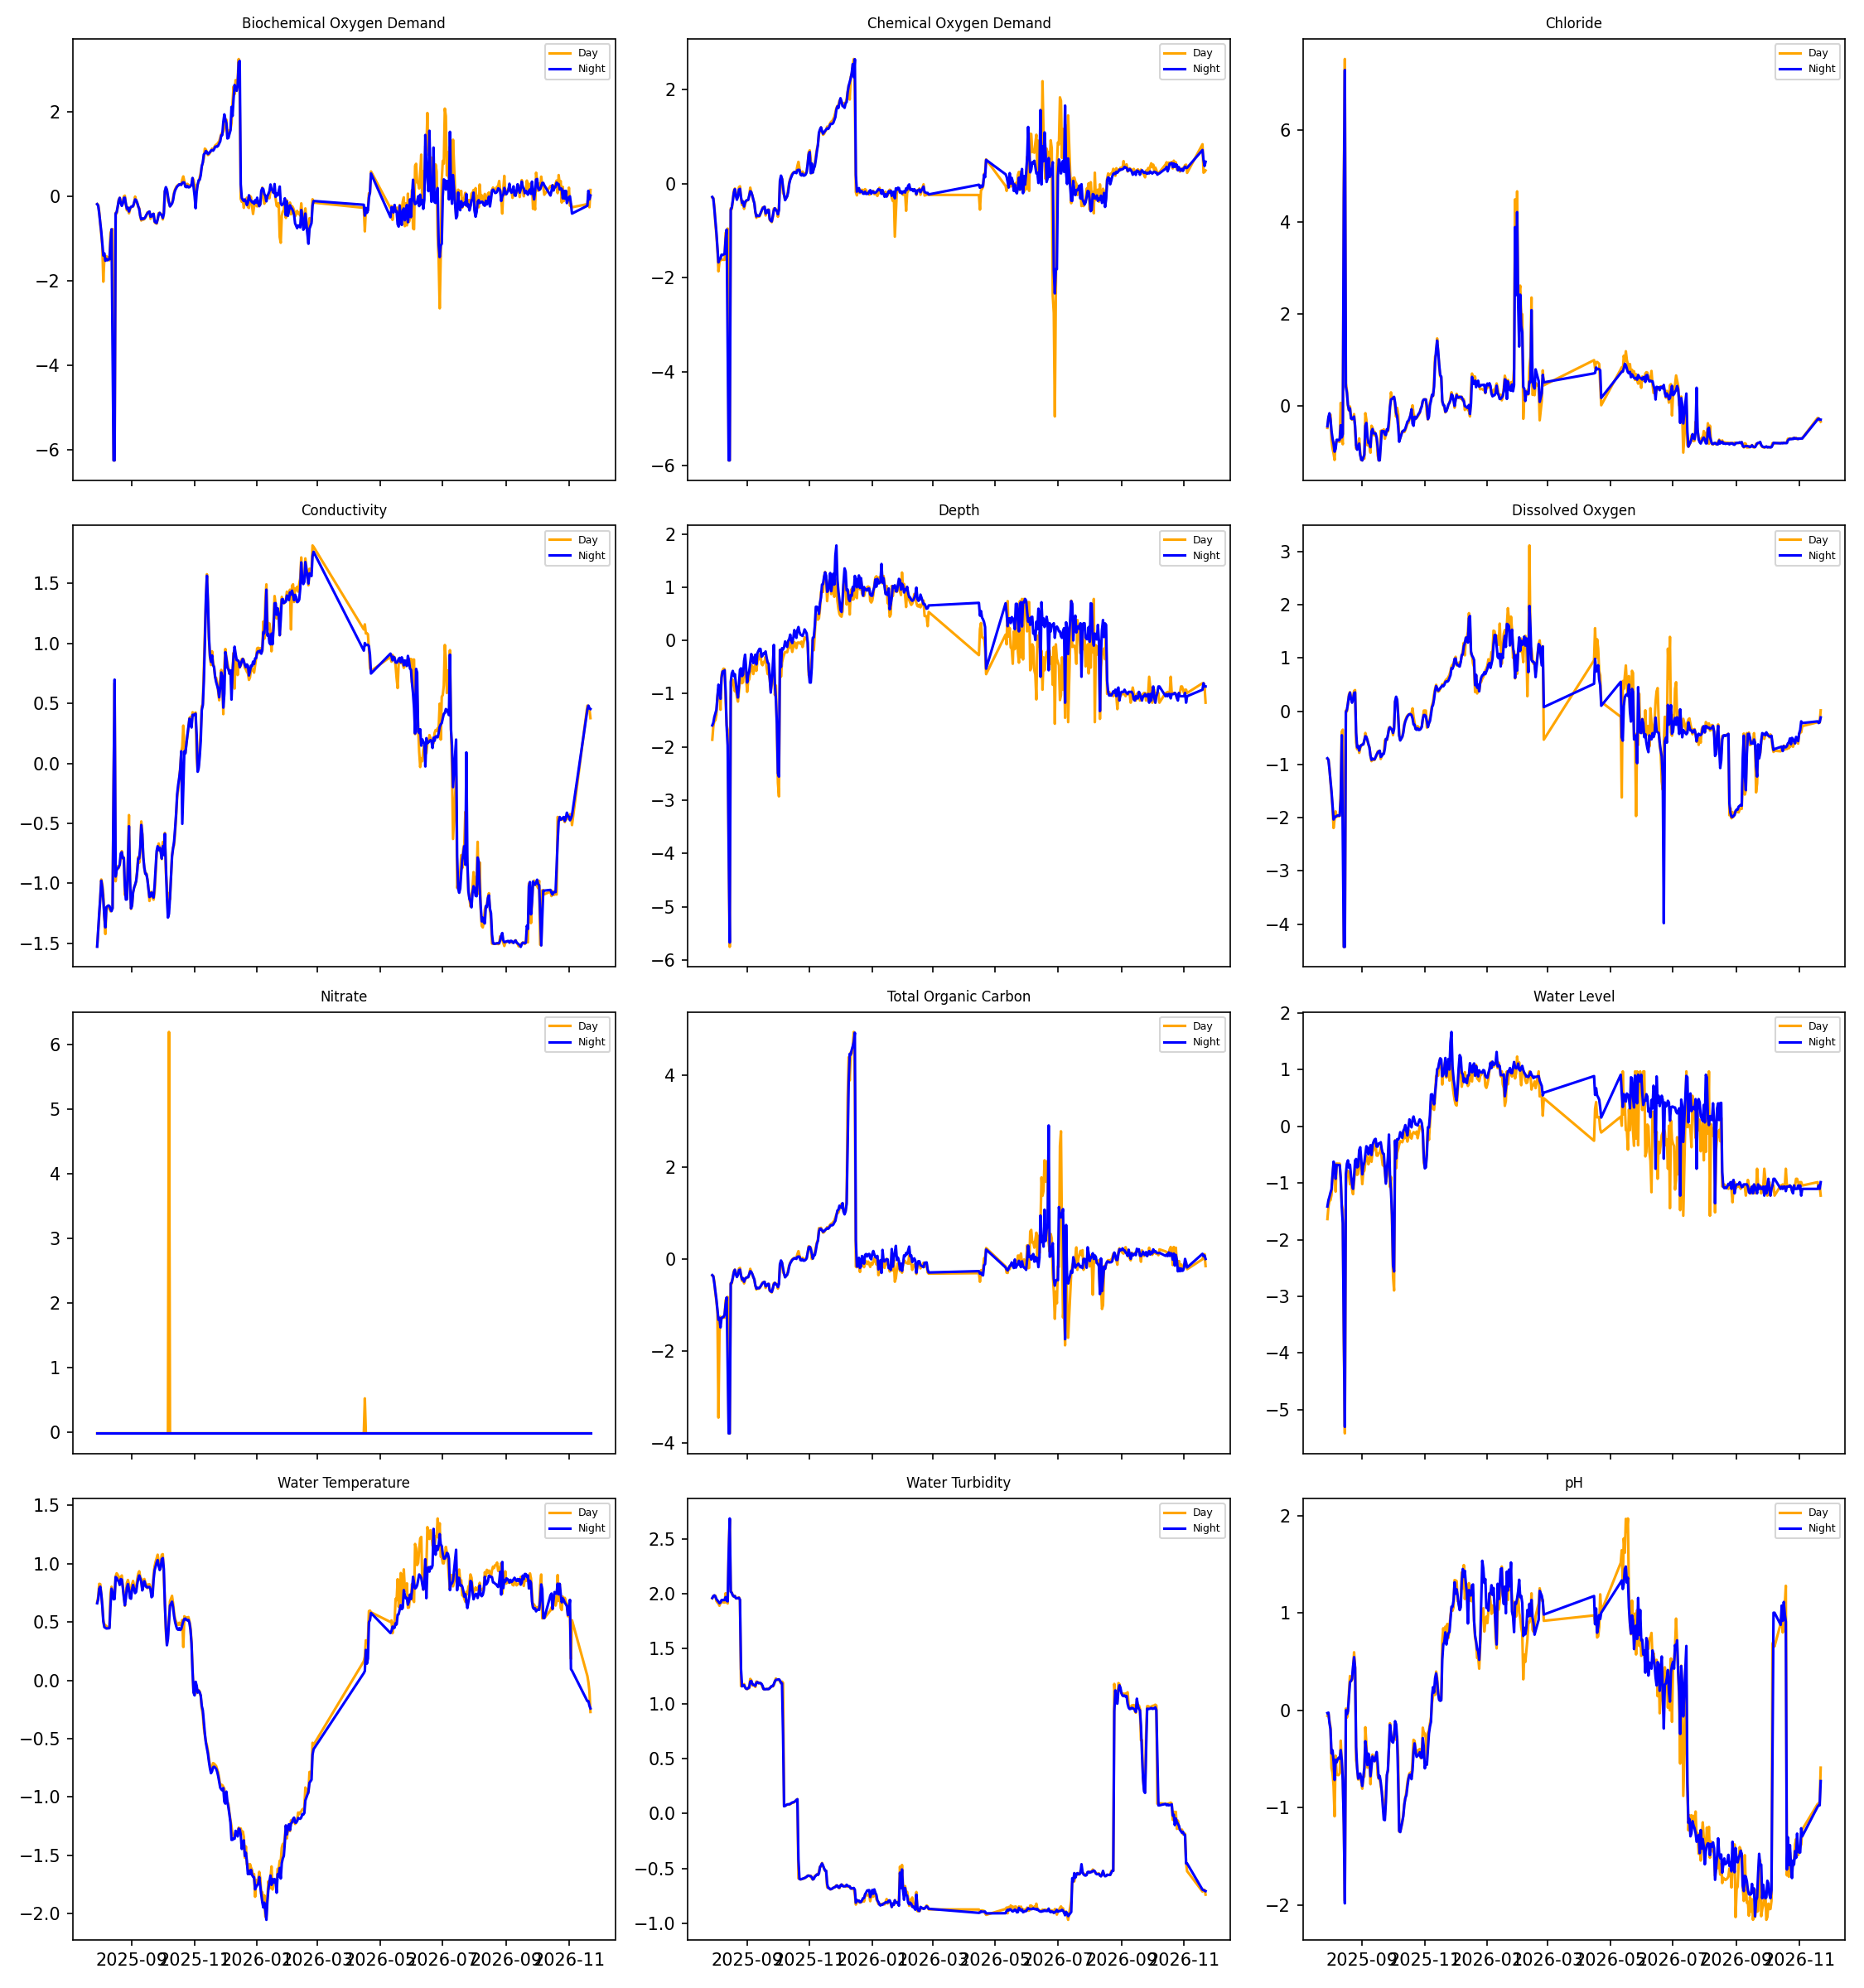 Biochemical Oxygen Demand
Day
Night
2
0
−2
−4
−6
Chemical Oxygen Demand
Day
Night
2
0
−2
−4
−6
Chloride
Day
Night
6
4
2
0
Conductivity
Day
Night
1.5
1.0
0.5
0.0
−0.5
−1.0
−1.5
Depth
Day
Night
2
1
0
−1
−2
−3
−4
−5
−6
Dissolved Oxygen
Day
Night
3
2
1
0
−1
−2
−3
−4
Nitrate
Day
Night
6
5
4
3
2
1
0
Total Organic Carbon
Day
Night
4
2
0
−2
−4
Water Level
Day
Night
2
1
0
−1
−2
−3
−4
−5
Water Temperature
Day
Night
1.5
1.0
0.5
0.0
−0.5
−1.0
−1.5
−2.0
2025-09 2025-11 2026-01 2026-03 2026-05 2026-07 2026-09 2026-11
Water Turbidity
Day
Night
2.5
2.0
1.5
1.0
0.5
0.0
−0.5
−1.0
2025-09 2025-11 2026-01 2026-03 2026-05 2026-07 2026-09 2026-11
pH
Day
Night
2
1
0
−1
−2
2025-09 2025-11 2026-01 2026-03 2026-05 2026-07 2026-09 2026-11